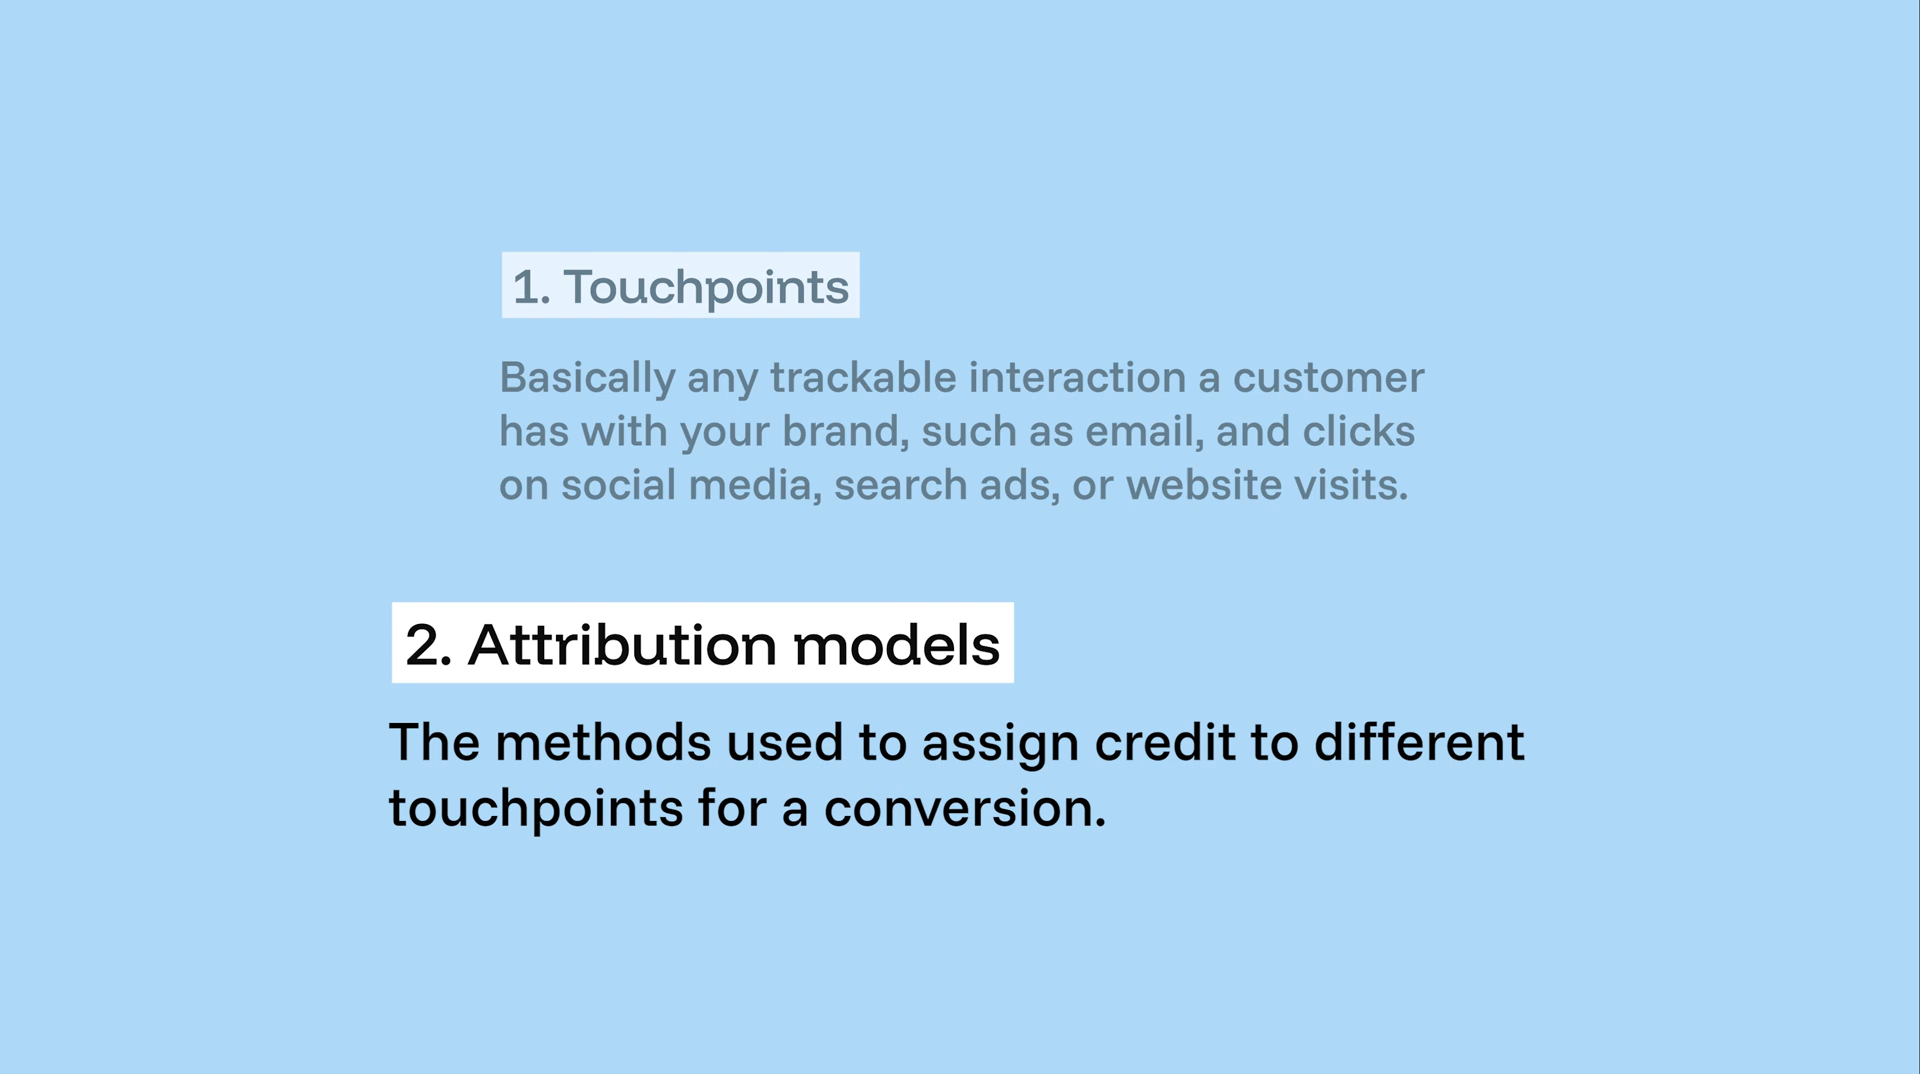 1. Touchpoints
Basically any trackable interaction a customer
has with your brand, such as email, and clicks
on social media, search ads, or website visits.
2. Attribution models
The methods used to assign credit to different
touchpoints for a conversion.